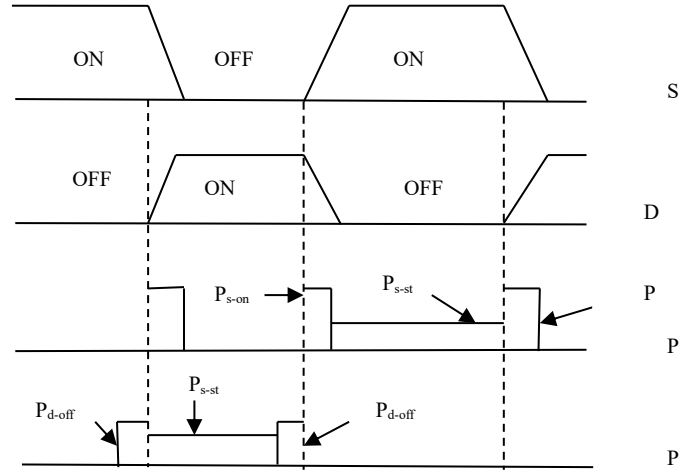 ON OFF ON
S
OFF ON OFF
D
P
Ps-on Ps-st
P
Ps-st
Pd-off Pd-off
P